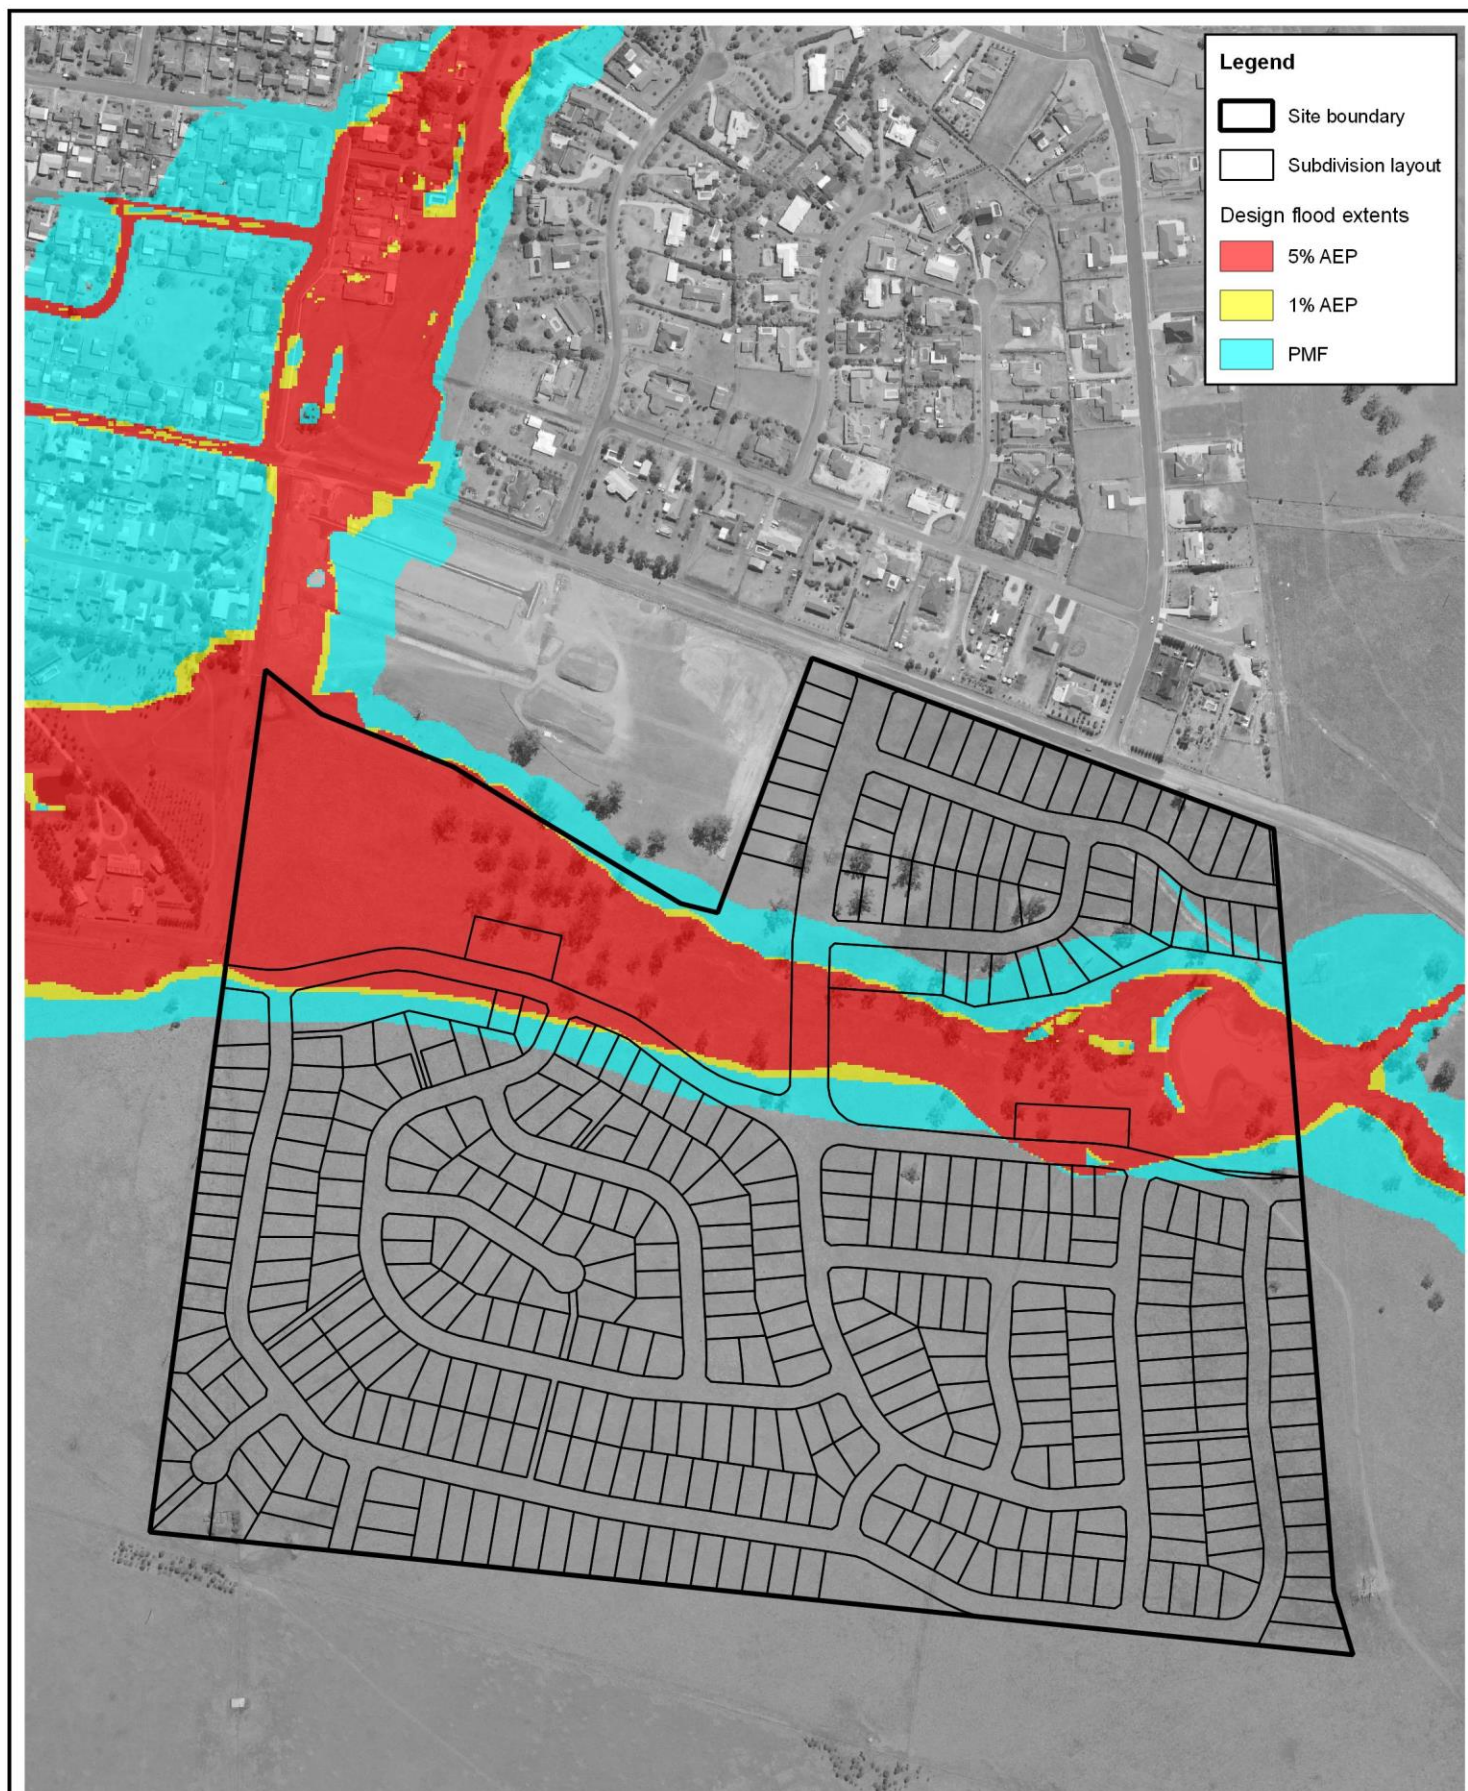 Legend
Site boundary
Subdivision layout
Design flood extents
5% AEP
1% AEP
PMF